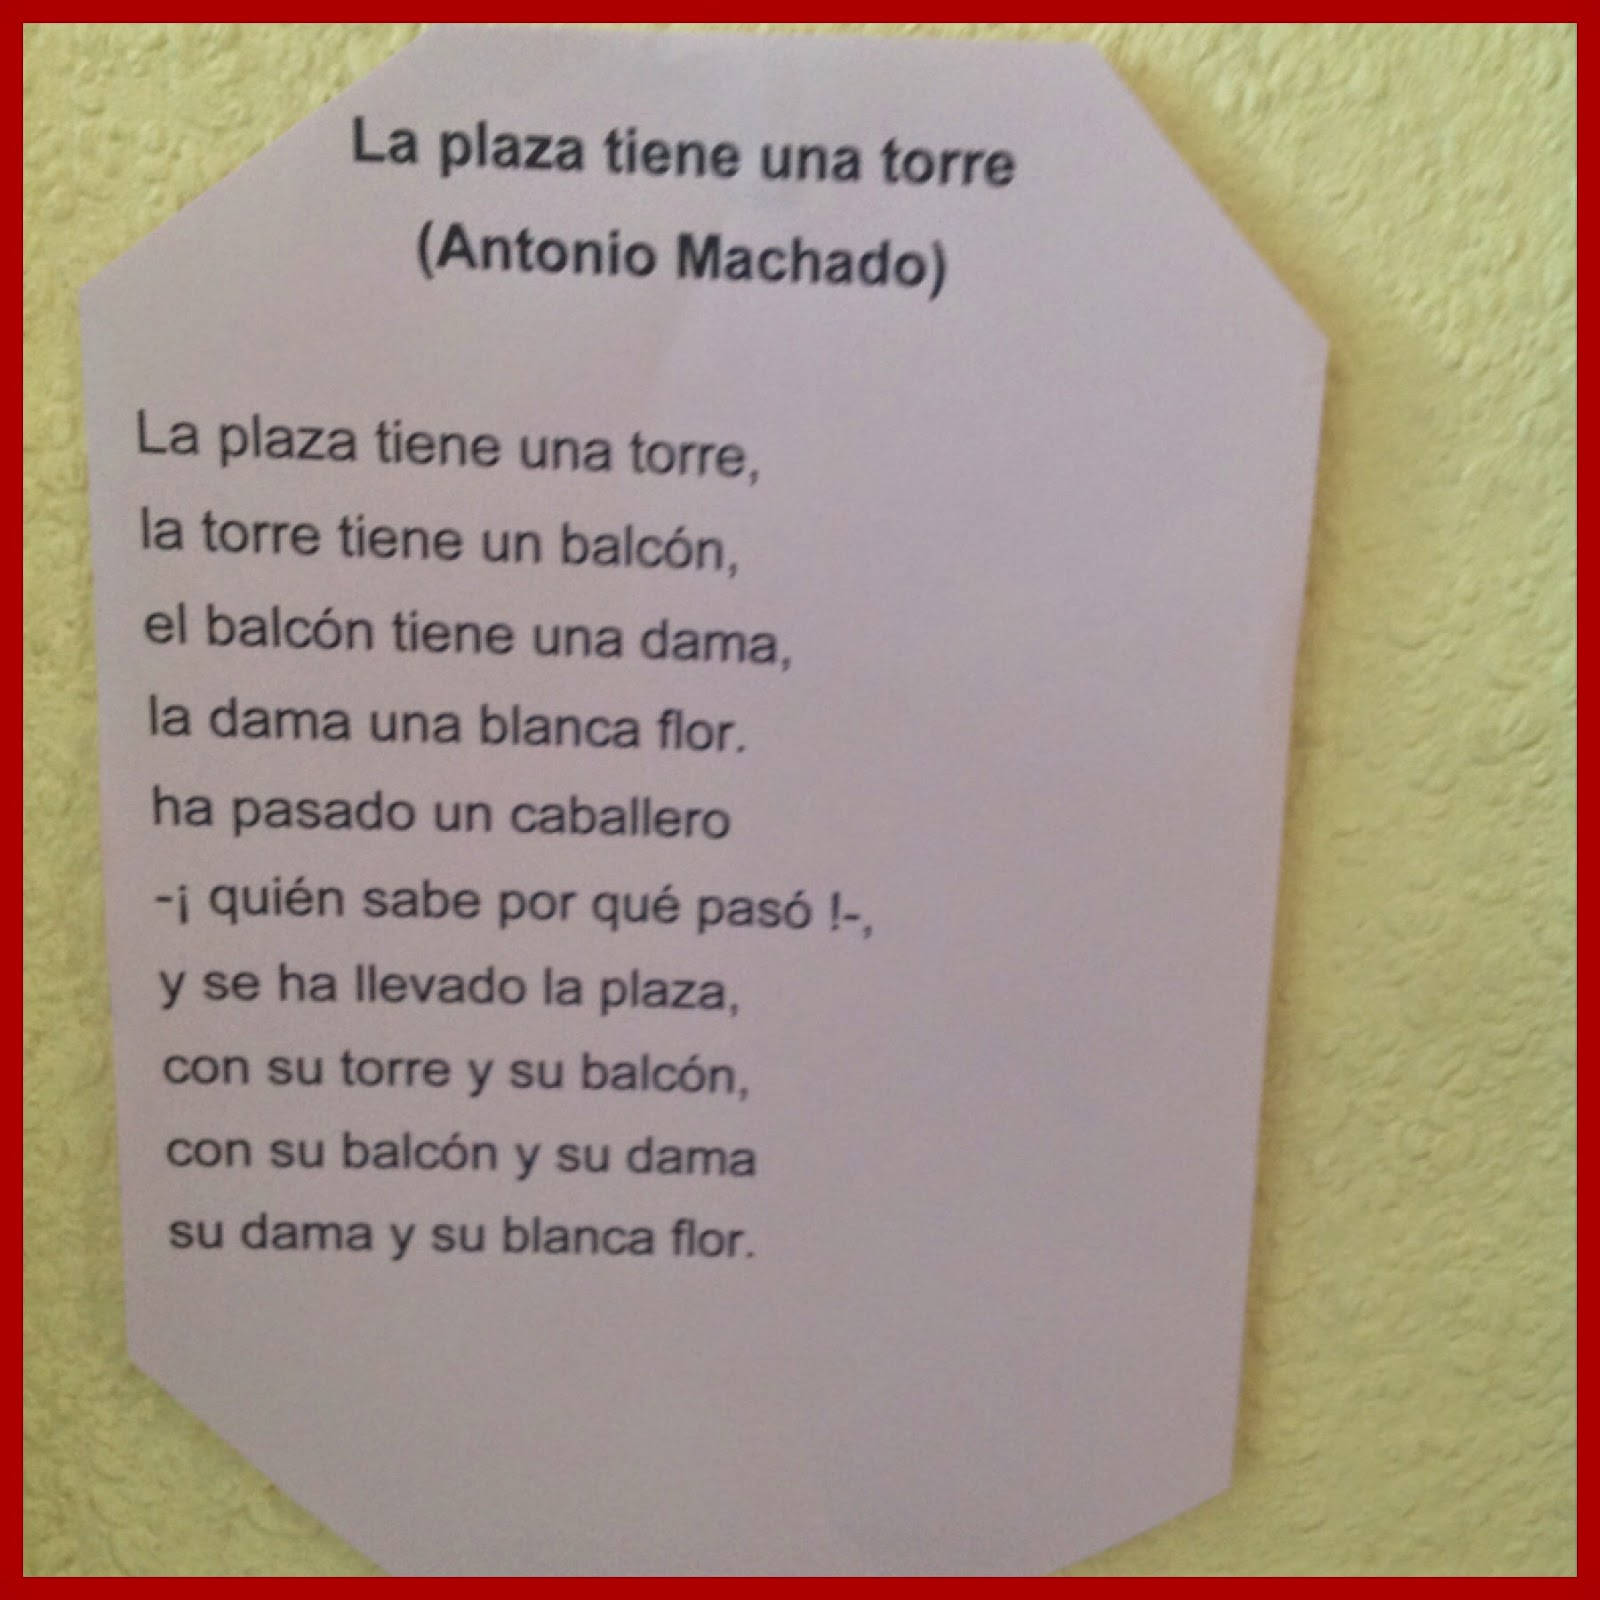 La plaza tiene una torre
(Antonio Machado)
La plaza tiene una torre,
la torre tiene un balcón,
el balcón tiene una dama,
la dama una blanca flor.
ha pasado un caballero
-¡ quién sabe por qué pasó !-,
y se ha llevado la plaza,
con su torre y su balcón,
con su balcón y su dama
su dama y su blanca flor.